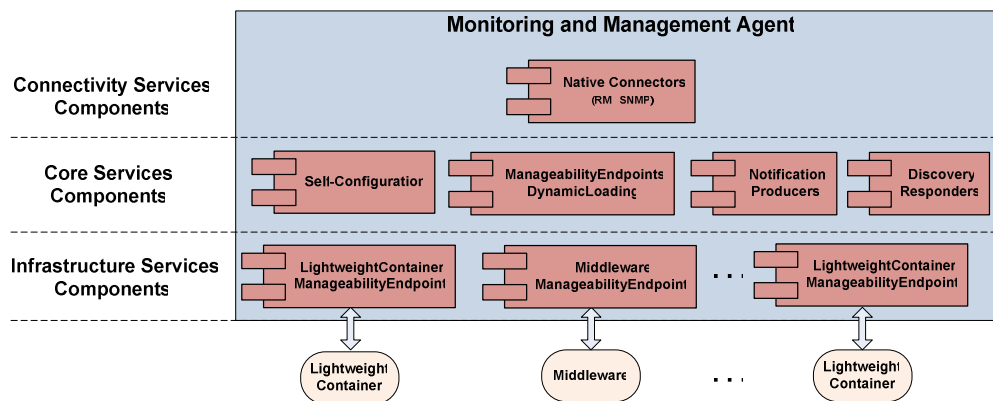 Monitoring and Management Agent
Connectivity Services
Components
Native Connectors
(RM SNMP)
Core Services
Components
Self-Configuration
ManageabilityEndpoints
DynamicLoading
Notification
Producers
Discovery
Responders
Infrastructure Services
Components
LightweightContainer
ManageabilityEndpoint
Middleware
ManageabilityEndpoint
...
LightweightContainer
ManageabilityEndpoint
Lightweight
Container
Middleware
...
Lightweight
Container